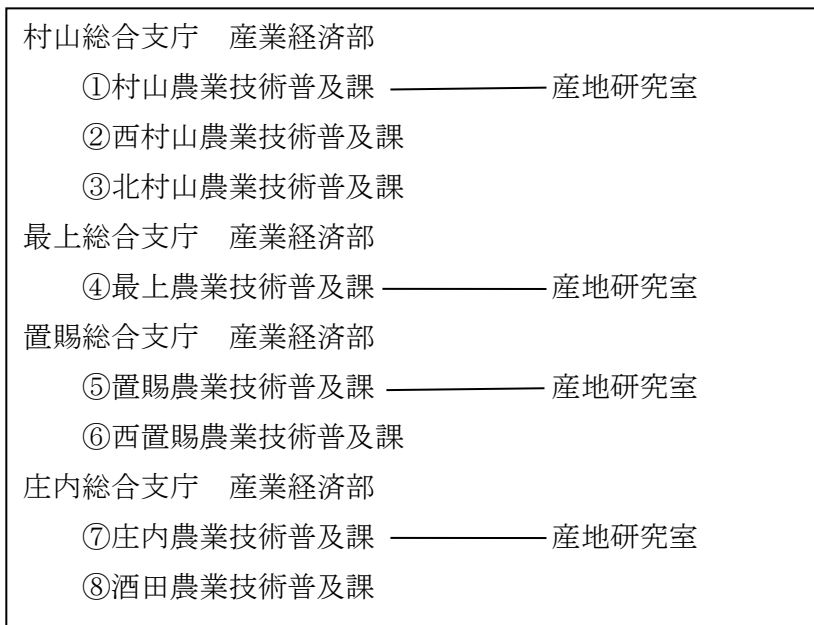 村山総合支庁　産業経済部
①村山農業技術普及課 産地研究室
②西村山農業技術普及課
③北村山農業技術普及課
最上総合支庁　産業経済部
④最上農業技術普及課 産地研究室
置賜総合支庁　産業経済部
⑤置賜農業技術普及課 産地研究室
⑥西置賜農業技術普及課
庄内総合支庁　産業経済部
⑦庄内農業技術普及課 産地研究室
⑧酒田農業技術普及課